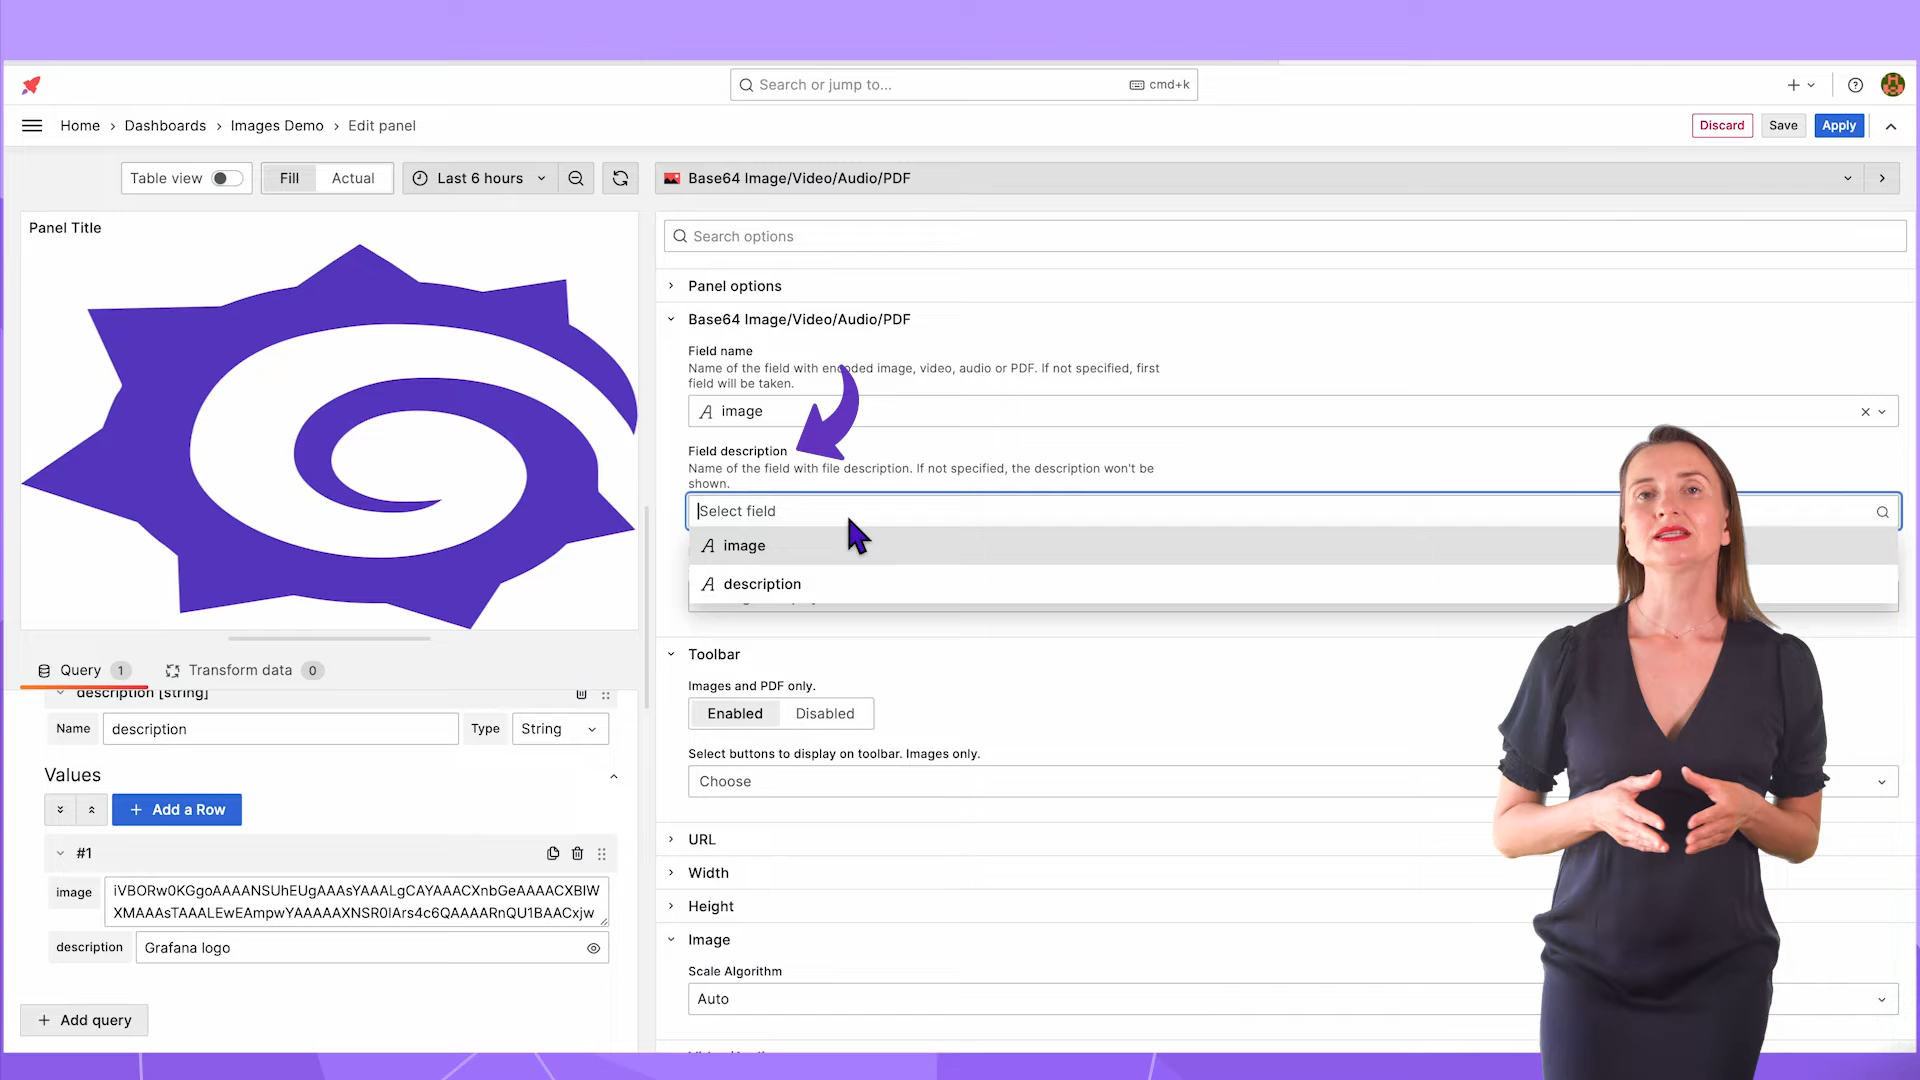 Search or jump to...
cmd+k
Home > Dashboards > Images Demo > Edit panel
Discard
Save
Apply
Table view
Fill
Actual
Last 6 hours
Base64 Image/Video/Audio/PDF
Panel Title
Search options
Panel options
Base64 Image/Video/Audio/PDF
Field name
Name of the field with encoded image, video, audio or PDF. If not specified, first
field will be taken.
image
Field description
Name of the field with file description. If not specified, the description won't be
shown.
Select field
image
description
Toolbar
Images and PDF only.
Enabled
Disabled
Select buttons to display on toolbar. Images only.
Choose
URL
Width
Height
Image
Scale Algorithm
Auto
Query 1
Transform data 0
description [string]
Name
description
Type
String
Values
+ Add a Row
#1
image
iVBORw0KGgoAAAANSUhEUgAAAsYAAALgCAYAAACXnbGeAAAACXBIW
XMAAAsTAAALEwEAmpwYAAAAAXNSR0IArs4c6QAAAARnQU1BAACxjw
description
Grafana logo
+ Add query